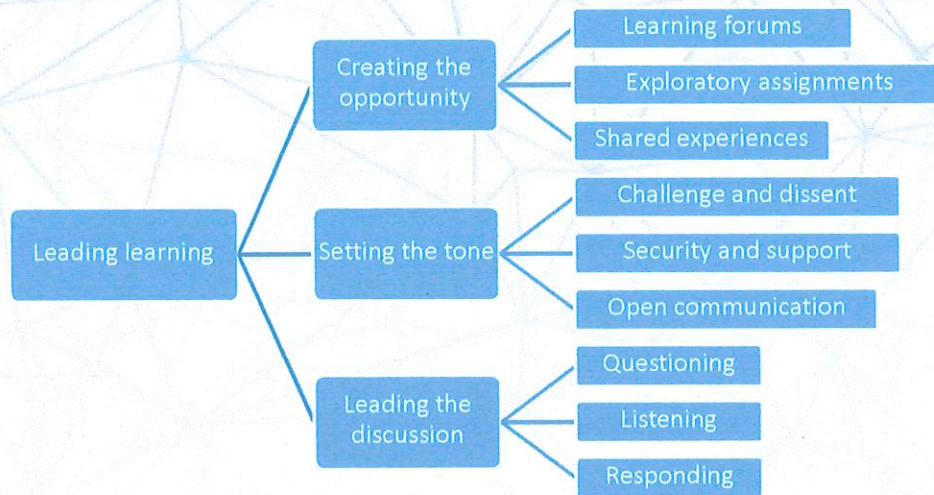 Leading learning
Creating the
opportunity
Learning forums
Exploratory assignments
Shared experiences
Setting the tone
Challenge and dissent
Security and support
Open communication
Leading the
discussion
Questioning
Listening
Responding